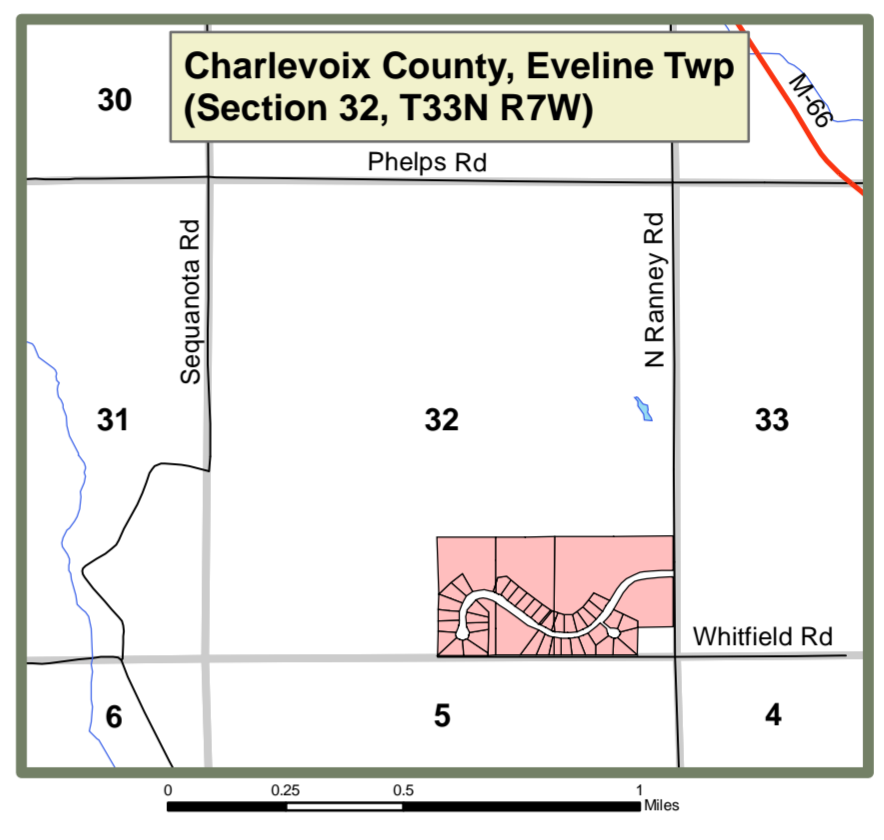 Charlevoix County, Eveline Twp
(Section 32, T33N R7W)
30
M-66
Phelps Rd
Sequanota Rd
N Ranney Rd
31
32
33
Whitfield Rd
6
5
4
0
0.25
0.5
1
Miles